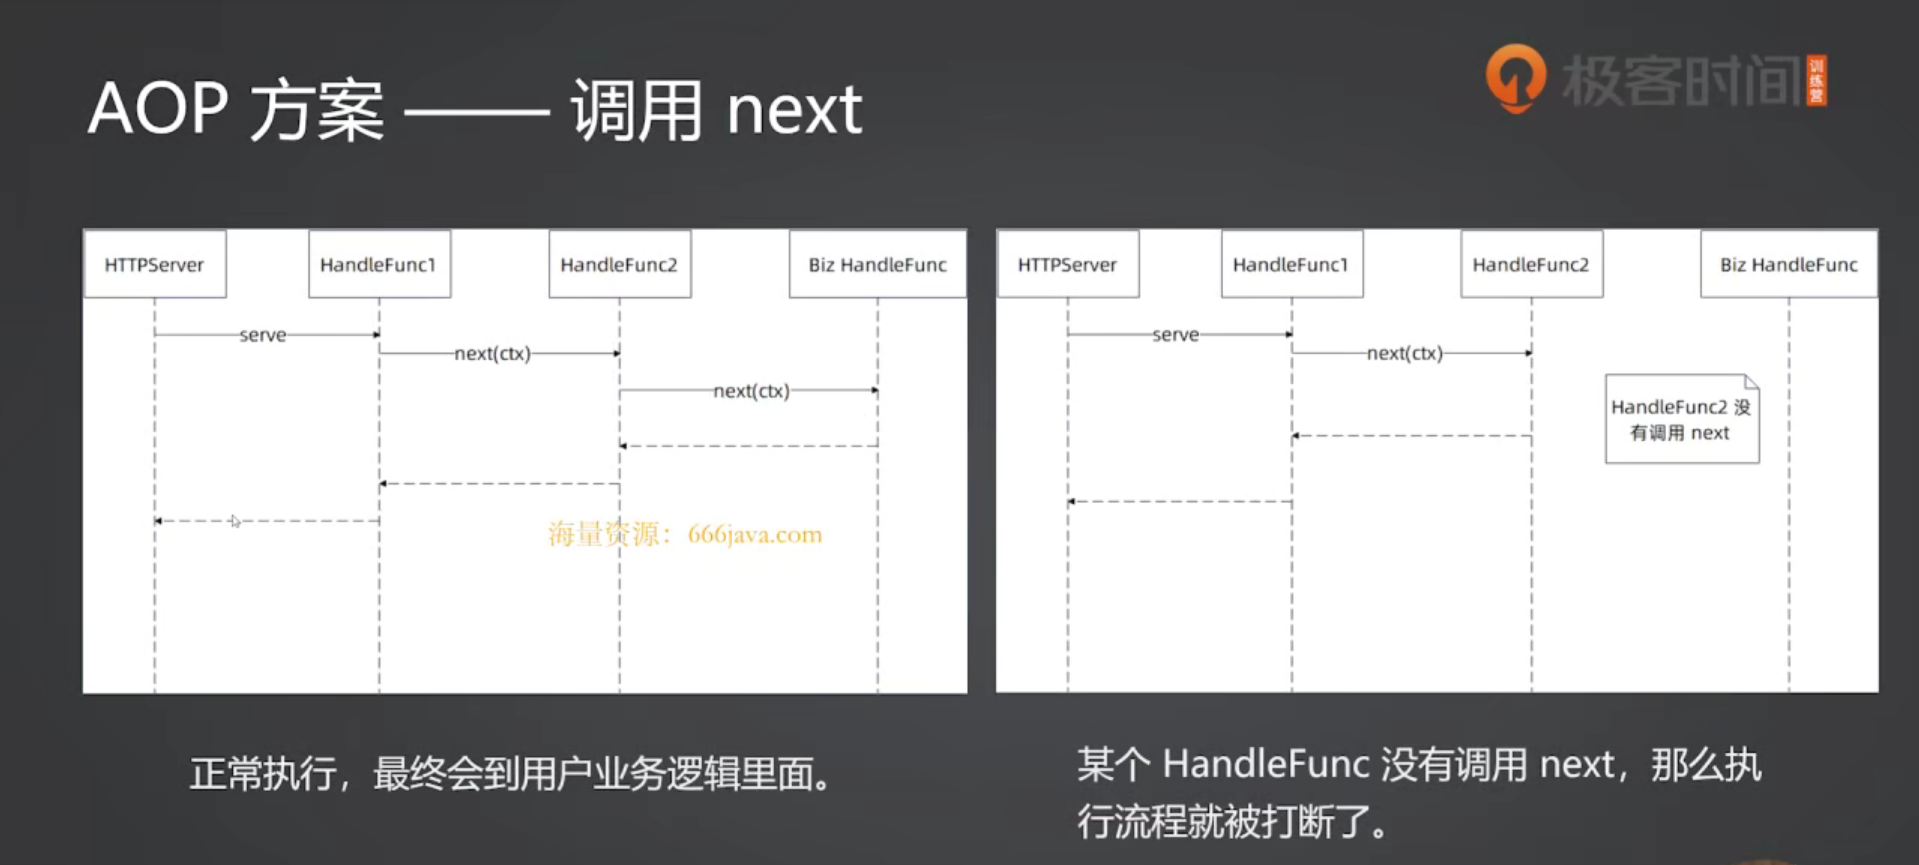 AOP 方案 —— 调用 next
极客时间
训练营
HTTPServer
HandleFunc1
HandleFunc2
Biz HandleFunc
serve
next(ctx)
next(ctx)
海量资源：666java.com
正常执行，最终会到用户业务逻辑里面。
HTTPServer
HandleFunc1
HandleFunc2
Biz HandleFunc
serve
next(ctx)
HandleFunc2 没
有调用 next
某个 HandleFunc 没有调用 next，那么执
行流程就被打断了。